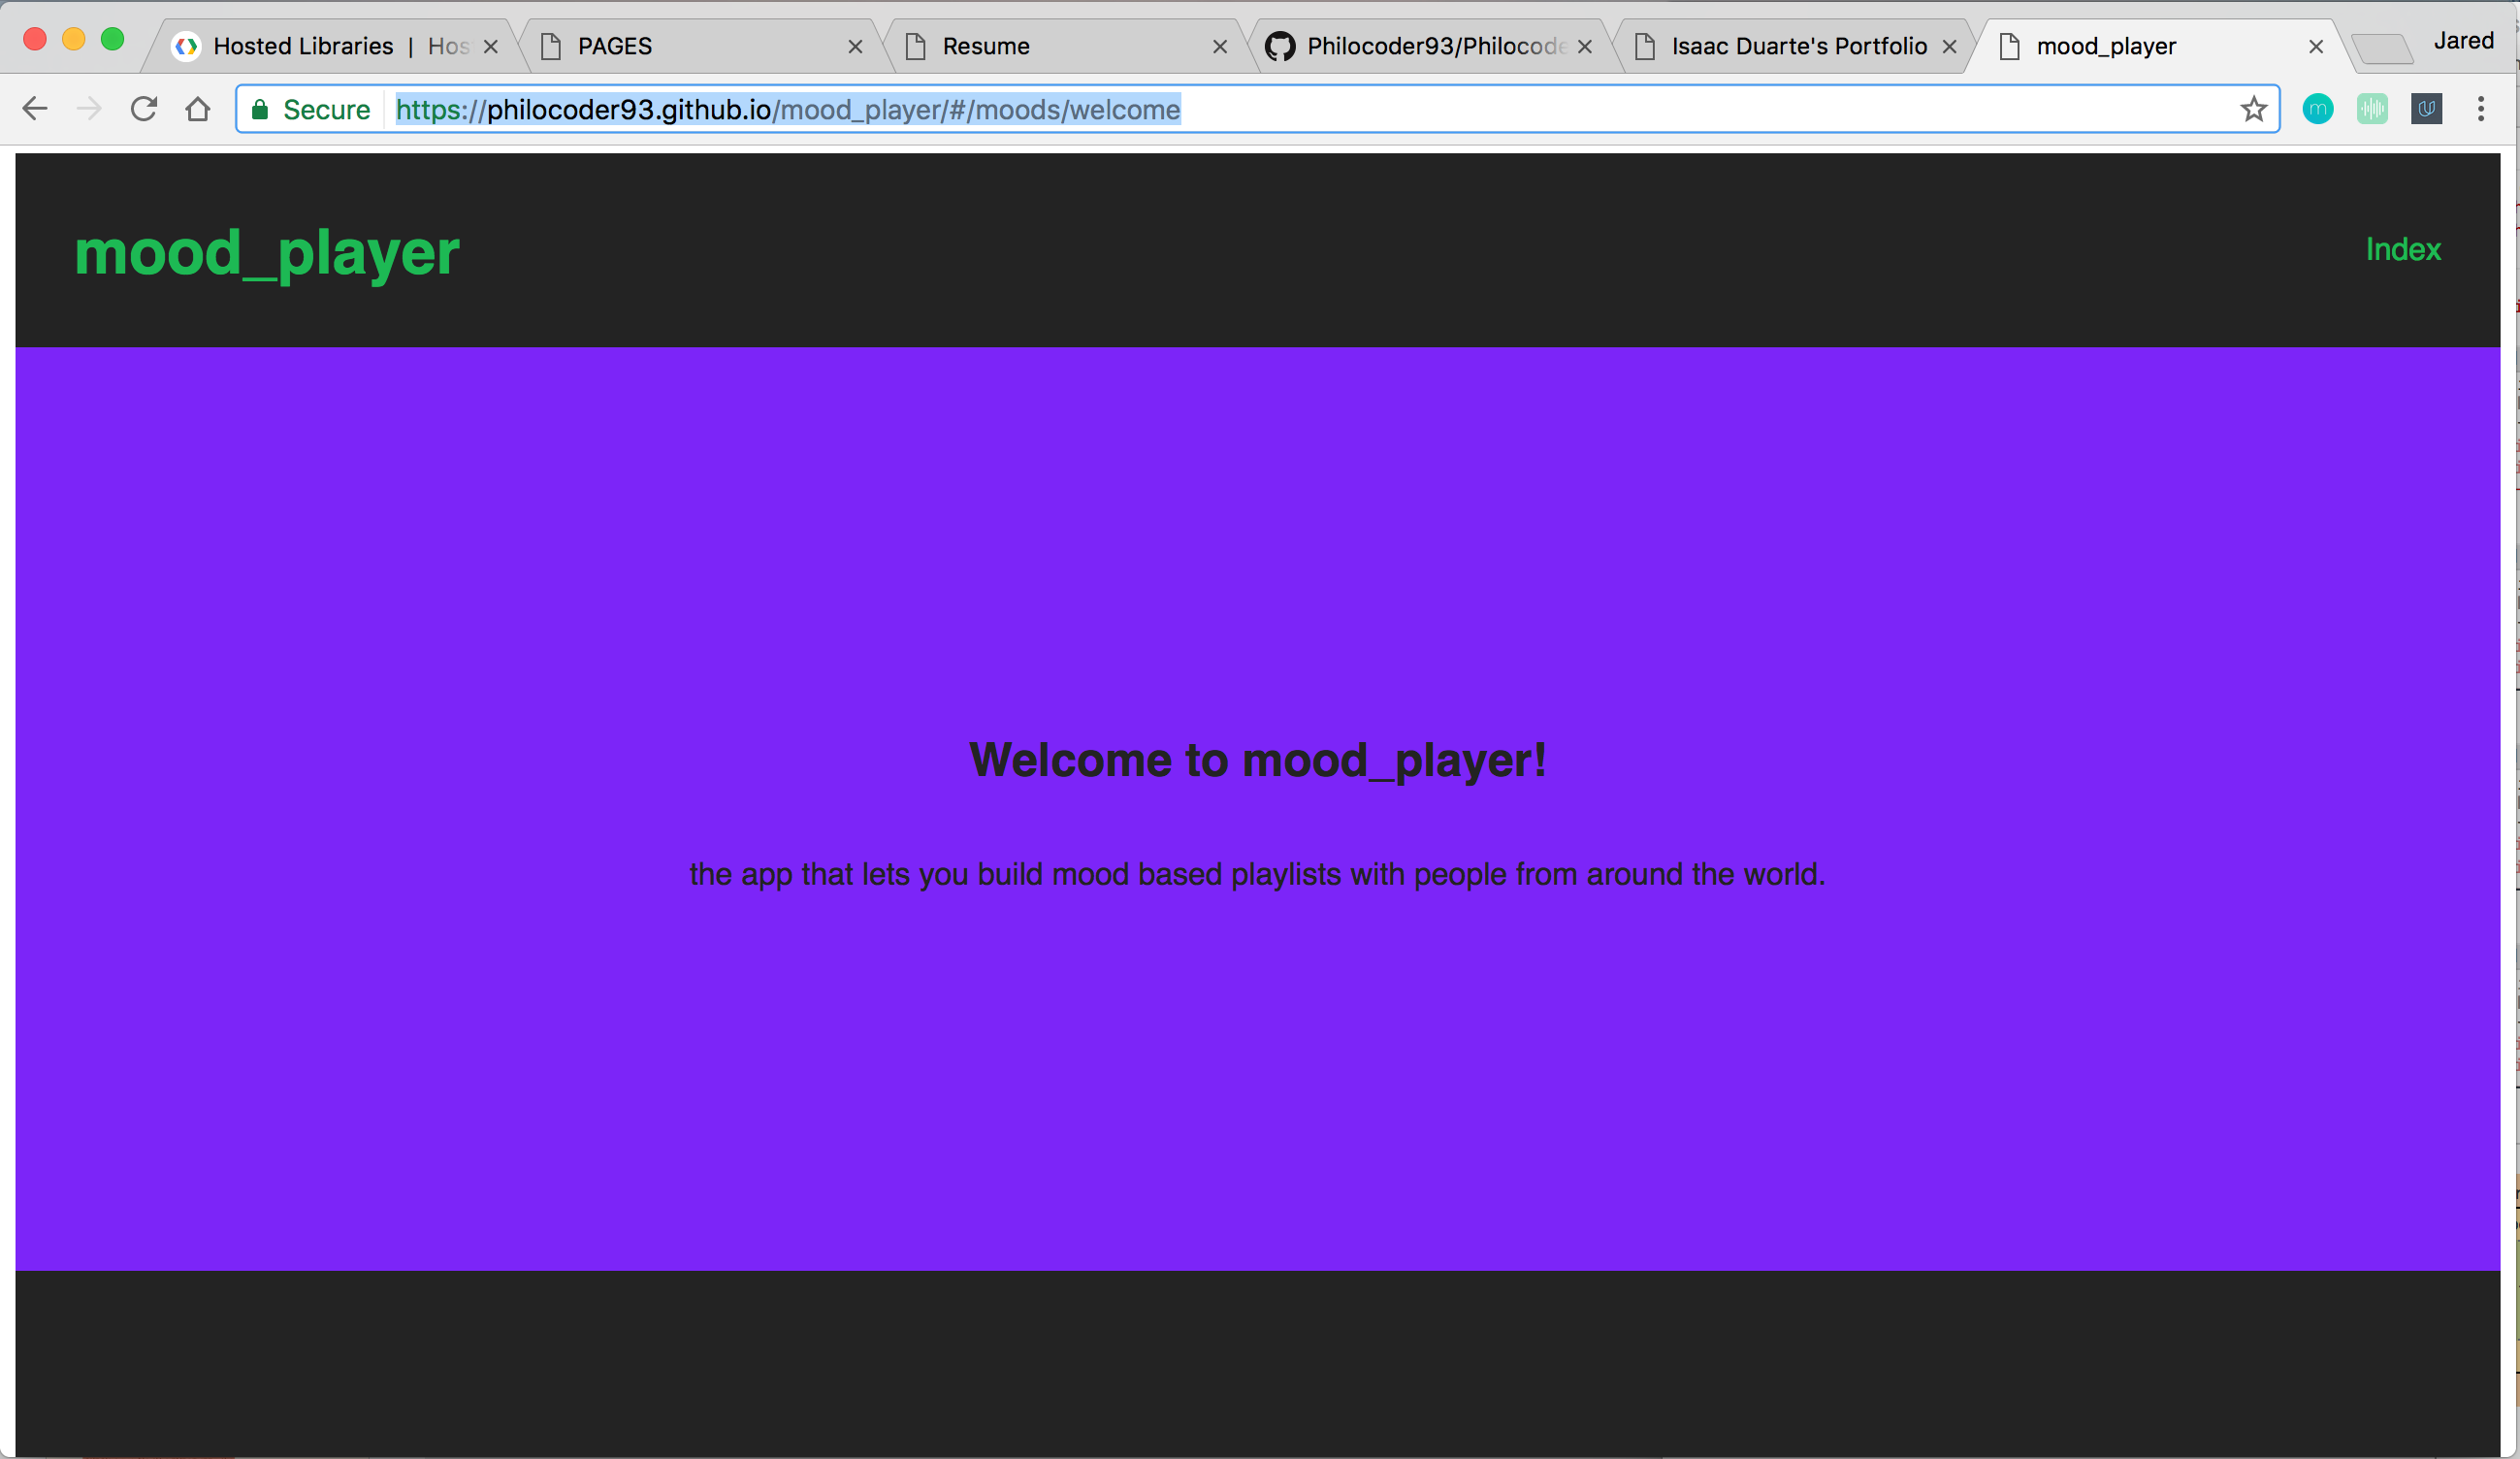 Hosted Libraries | Hos
PAGES
Resume
Philocoder93/Philocode
Isaac Duarte's Portfolio
mood_player
Jared
Secure
https://philocoder93.github.io/mood_player/#/moods/welcome
mood_player
Index
Welcome to mood_player!
the app that lets you build mood based playlists with people from around the world.